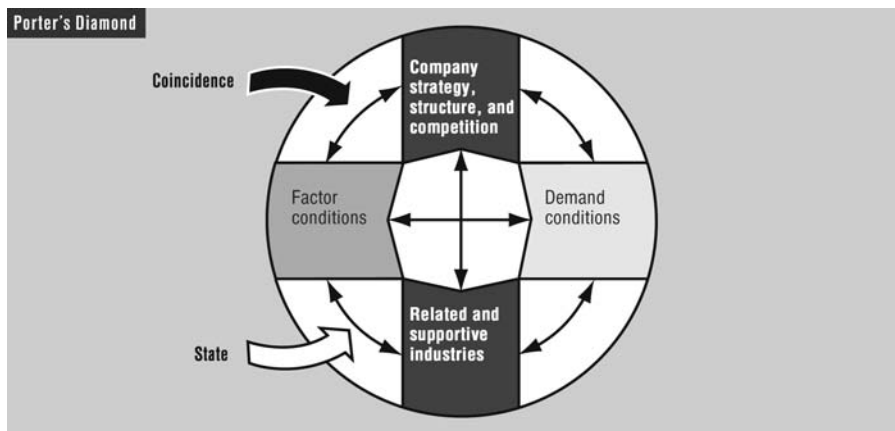 Porter's Diamond
Coincidence
Company
strategy,
structure, and
competition
Factor
conditions
Demand
conditions
Related and
supportive
industries
State